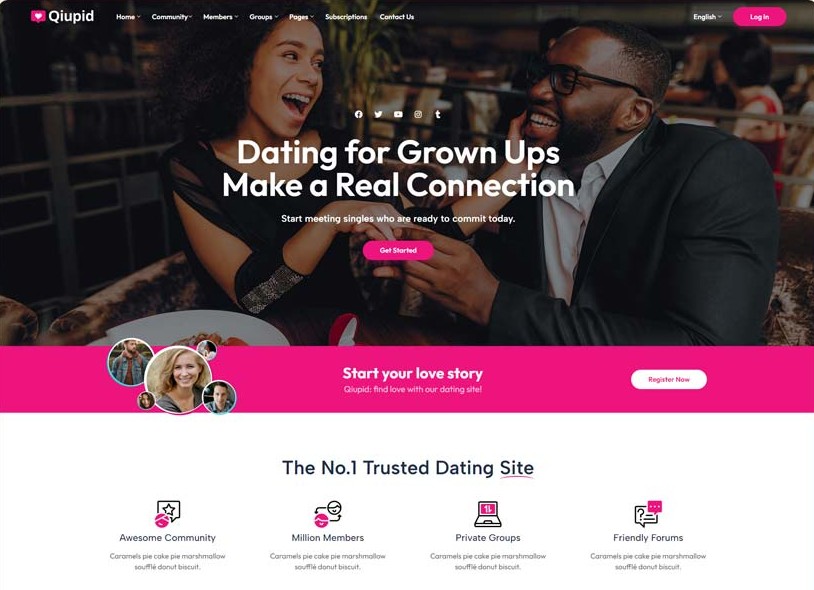 Qiupid
Home Community Members Groups Pages Subscriptions Contact Us
English
Log In
Dating for Grown Ups
Make a Real Connection
Start meeting singles who are ready to commit today.
Get Started
Start your love story
Qiupid: find love with our dating site!
Register Now
The No.1 Trusted Dating Site
Awesome Community
Caramels pie cake pie marshmallow
soufflé donut biscuit.
Million Members
Caramels pie cake pie marshmallow
soufflé donut biscuit.
Private Groups
Caramels pie cake pie marshmallow
soufflé donut biscuit.
Friendly Forums
Caramels pie cake pie marshmallow
soufflé donut biscuit.